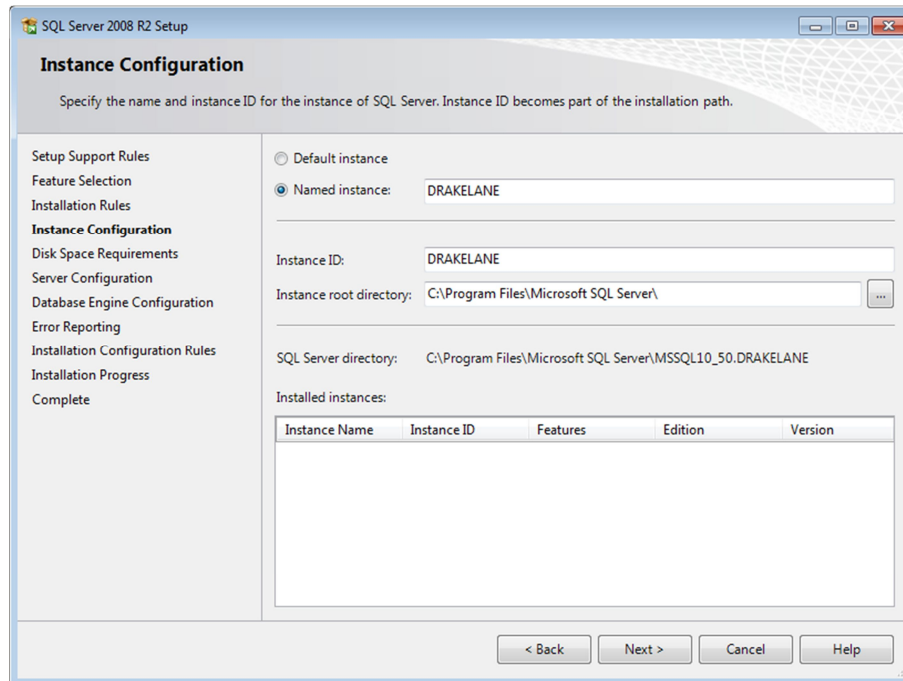 SQL Server 2008 R2 Setup
Instance Configuration
Specify the name and instance ID for the instance of SQL Server. Instance ID becomes part of the installation path.
Setup Support Rules
Feature Selection
Installation Rules
Instance Configuration
Disk Space Requirements
Server Configuration
Database Engine Configuration
Error Reporting
Installation Configuration Rules
Installation Progress
Complete
Default instance
Named instance: DRAKELANE
Instance ID: DRAKELANE
Instance root directory: C:\Program Files\Microsoft SQL Server\ ...
SQL Server directory: C:\Program Files\Microsoft SQL Server\MSSQL10_50.DRAKELANE
Installed instances:
Instance Name Instance ID Features Edition Version
< Back Next > Cancel Help